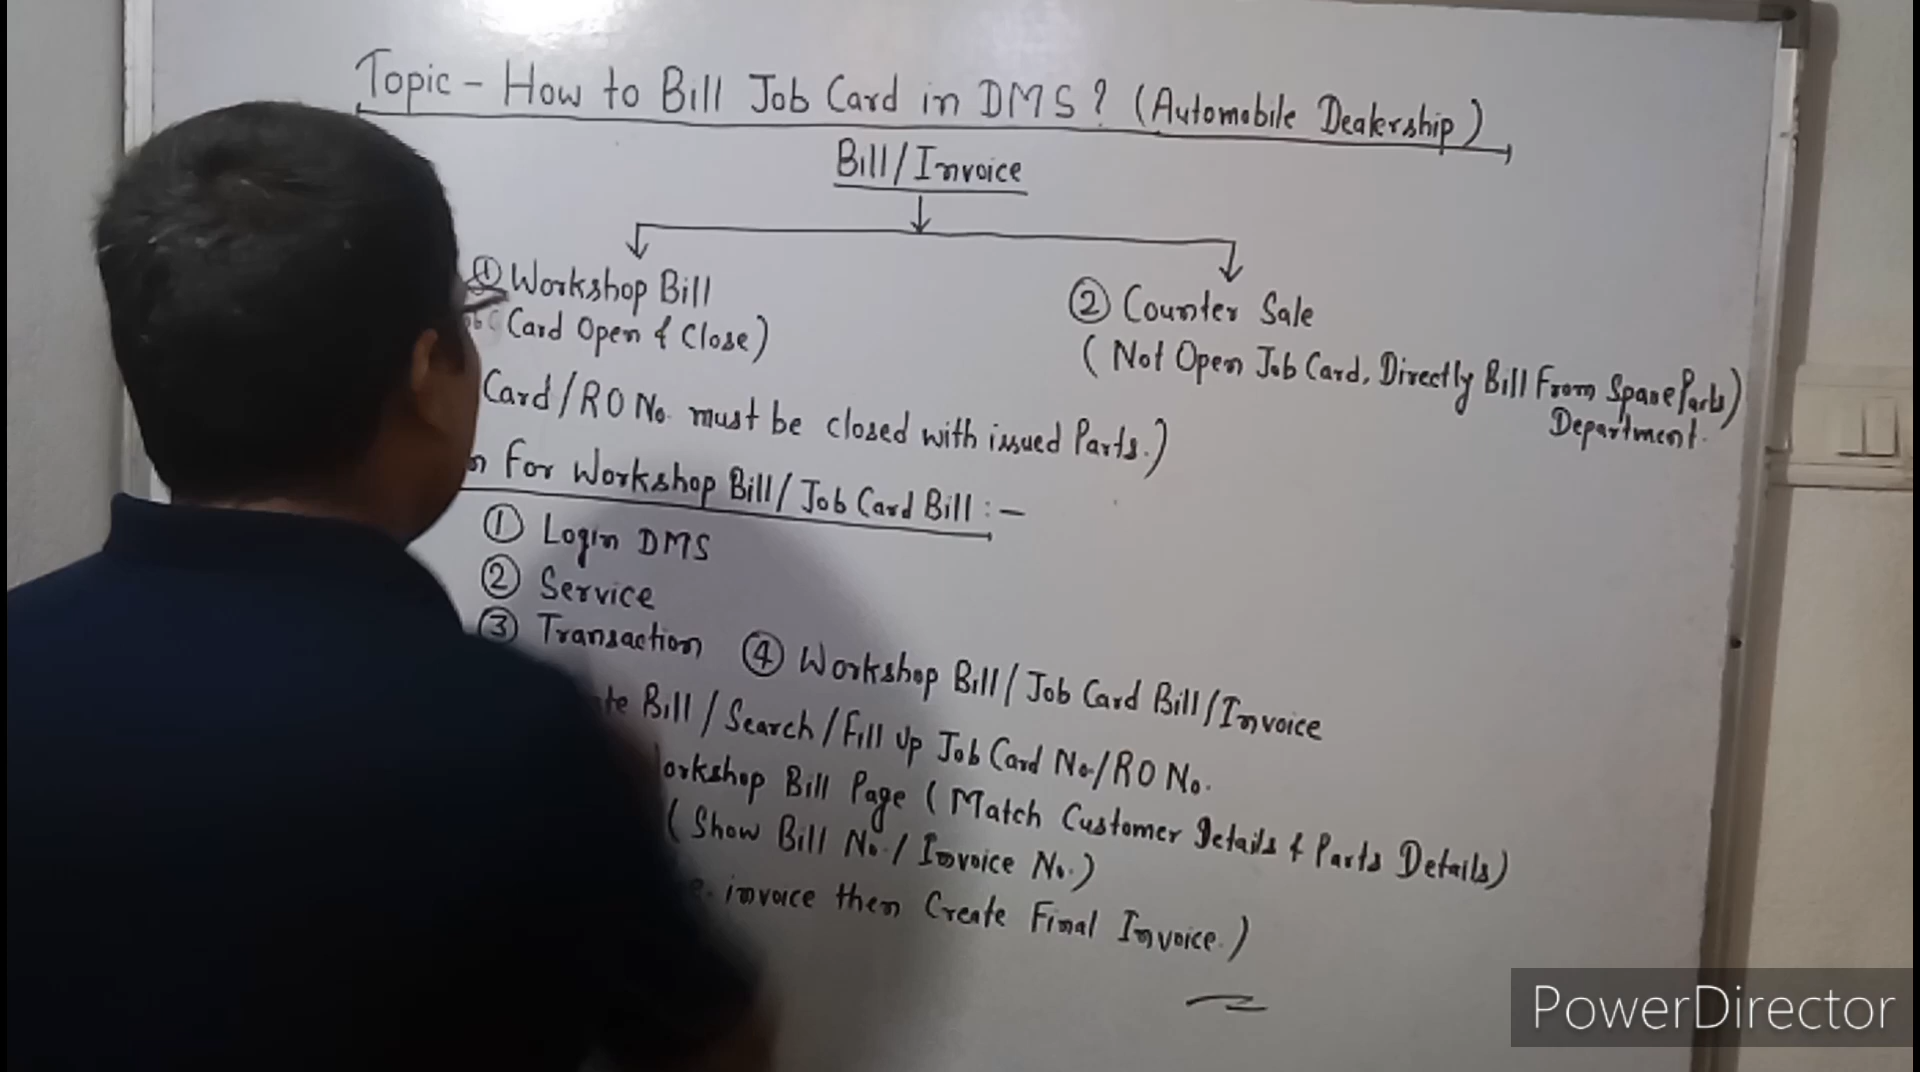 Topic - How to Bill Job Card in DMS? (Automobile Dealership)
Bill/Invoice
① Workshop Bill
Card Open & Close)
② Counter Sale
(Not Open Job Card, Directly Bill From Spare Parts)
Department.
Card/RO No. must be closed with issued Parts.)
For Workshop Bill/Job Card Bill :-
① Login DMS
② Service
③ Transaction ④ Workshop Bill/Job Card Bill/Invoice
Bill/Search/Fill Up Job Card No./RO No.
orkshop Bill Page (Match Customer Details & Parts Details)
(Show Bill No./Invoice No.)
invoice then Create Final Invoice.)
PowerDirector